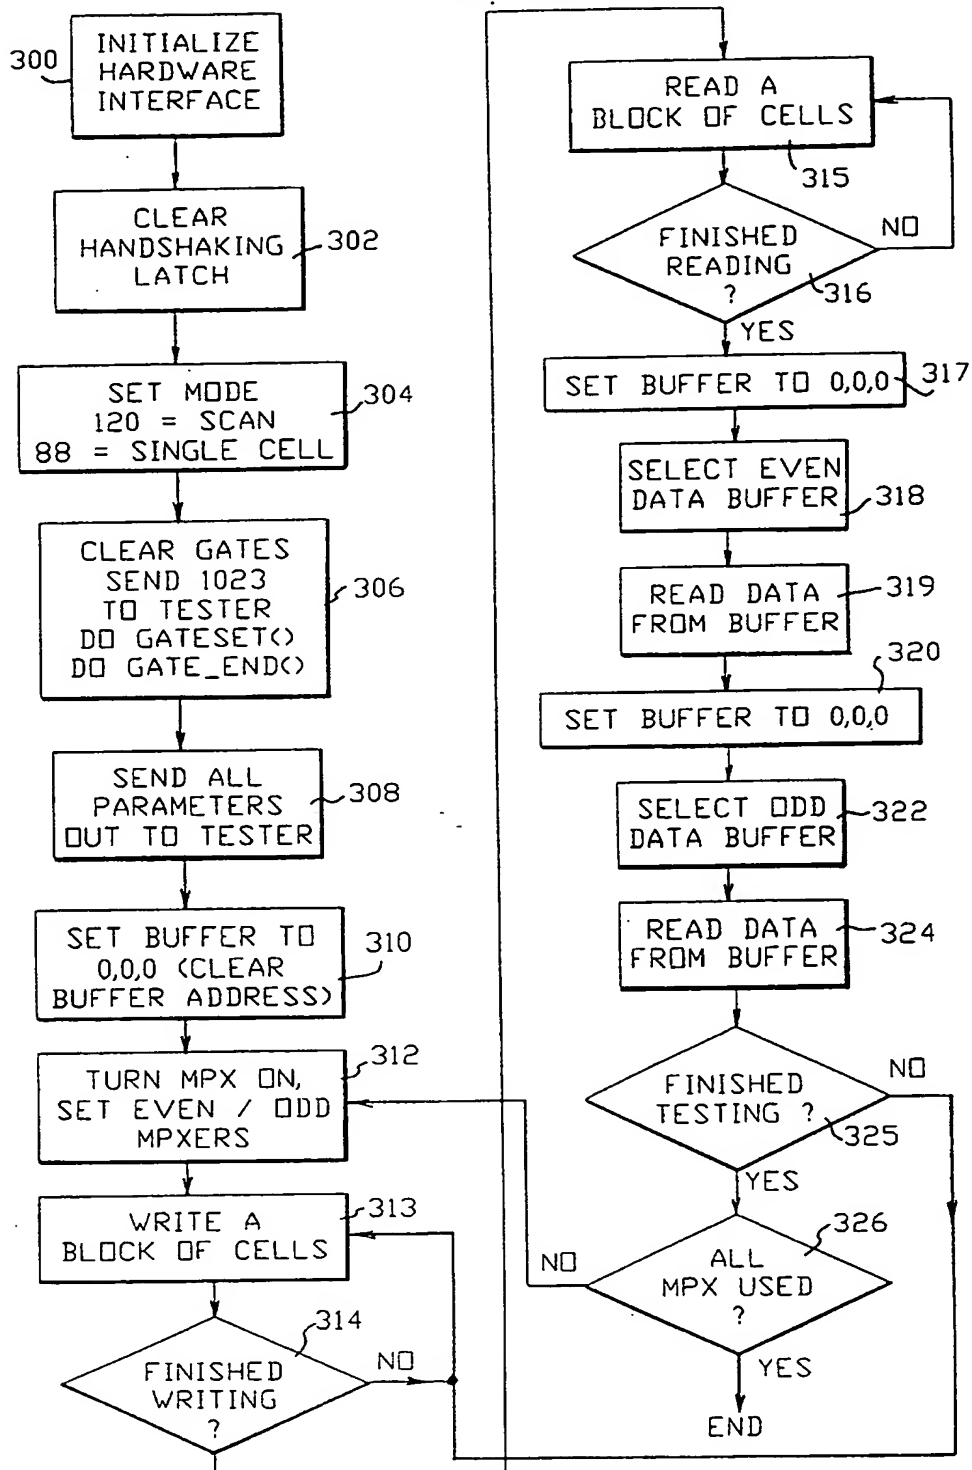 300
INITIALIZE
HARDWARE
INTERFACE
CLEAR
HANDSHAKING
LATCH
302
SET MODE
120 = SCAN
88 = SINGLE CELL
304
CLEAR GATES
SEND 1023
TO TESTER
DO GATESET()
DO GATE_END()
306
SEND ALL
PARAMETERS
OUT TO TESTER
308
SET BUFFER TO
0,0,0 (CLEAR
BUFFER ADDRESS)
310
TURN MPX ON,
SET EVEN / ODD
MPXERS
312
WRITE A
BLOCK OF CELLS
313
FINISHED
WRITING
?
314
NO
READ A
BLOCK OF CELLS
315
FINISHED
READING
?
316
NO
YES
SET BUFFER TO 0,0,0
317
SELECT EVEN
DATA BUFFER
318
READ DATA
FROM BUFFER
319
320
SET BUFFER TO 0,0,0
SELECT ODD
DATA BUFFER
322
READ DATA
FROM BUFFER
324
FINISHED
TESTING ?
325
NO
YES
326
ALL
MPX USED
?
NO
YES
END